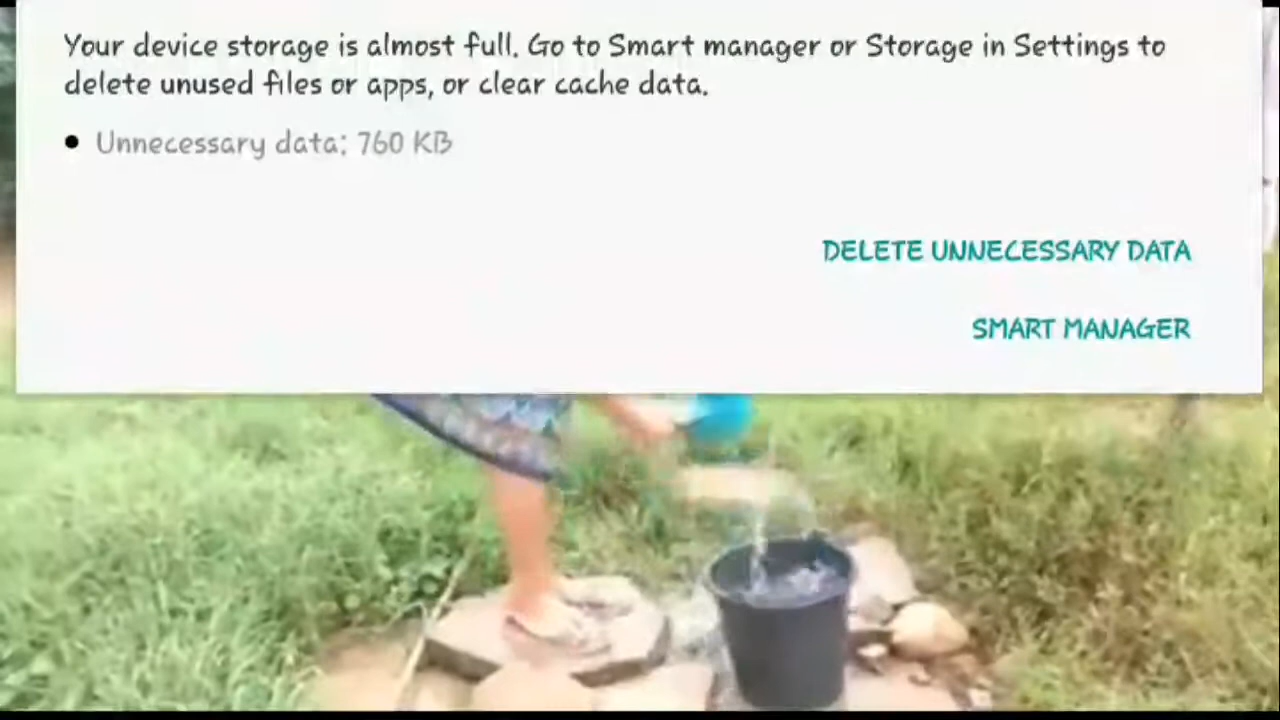 Your device storage is almost full. Go to Smart manager or Storage in Settings to
delete unused files or apps, or clear cache data.
• Unnecessary data: 760 KB
DELETE UNNECESSARY DATA
SMART MANAGER